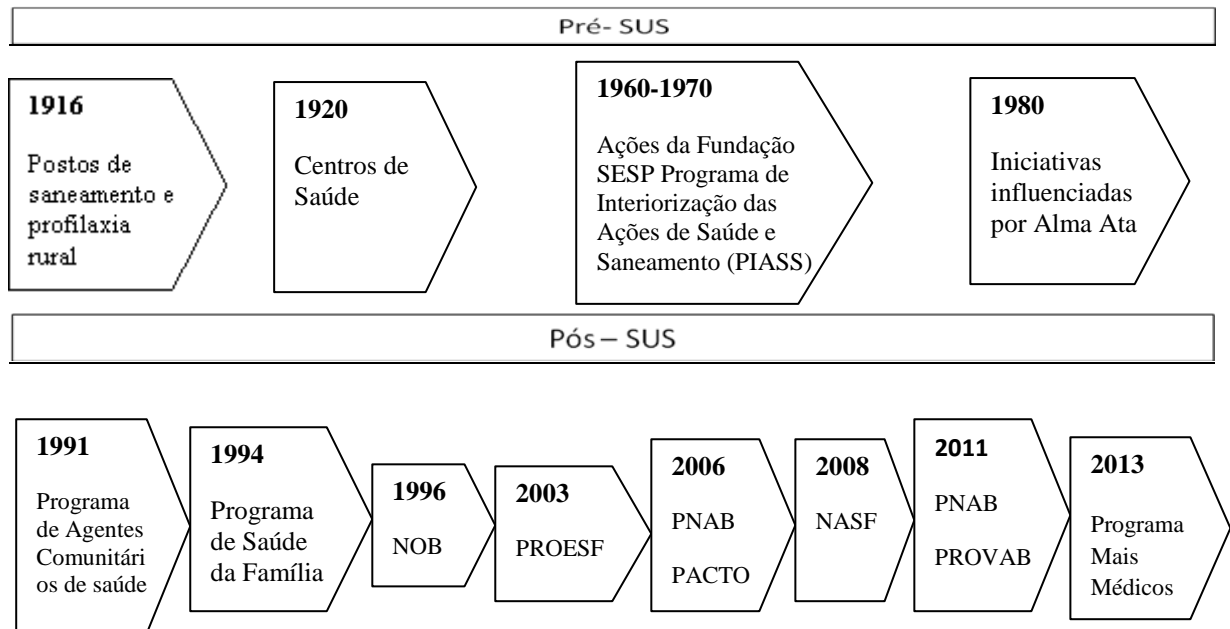 Pré- SUS
1916
Postos de
saneamento e
profilaxia
rural
1920
Centros de
Saúde
1960-1970
Ações da Fundação
SESP Programa de
Interiorização das
Ações de Saúde e
Saneamento (PIASS)
1980
Iniciativas
influenciadas
por Alma Ata
Pós – SUS
1991
Programa
de Agentes
Comunitári
os de saúde
1994
Programa
de Saúde
da Família
1996
NOB
2003
PROESF
2006
PNAB
PACTO
2008
NASF
2011
PNAB
PROVAB
2013
Programa
Mais
Médicos